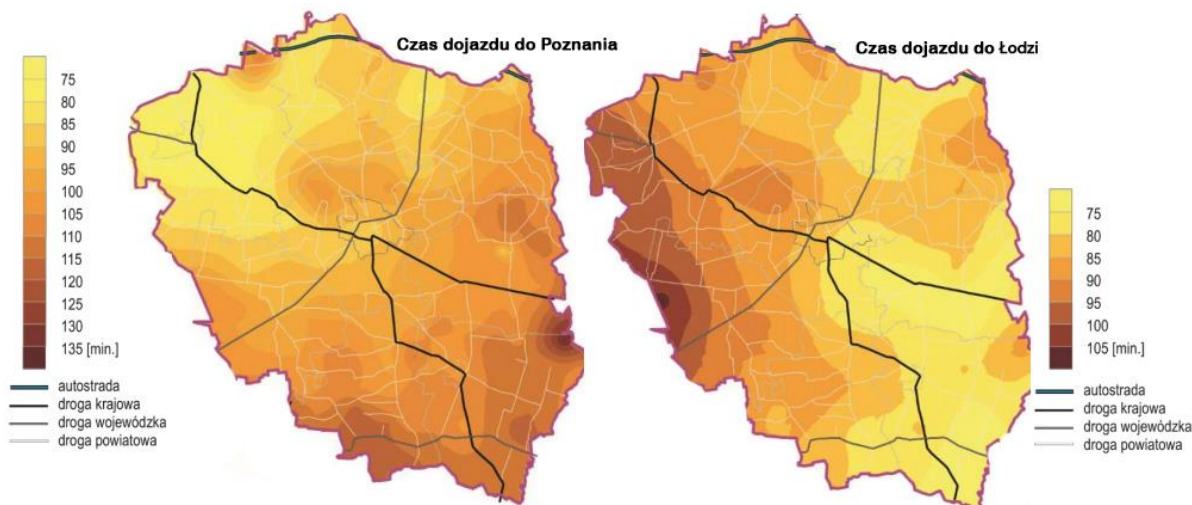 Czas dojazdu do Poznania
75
80
85
90
95
100
105
110
115
120
125
130
135 [min.]
autostrada
droga krajowa
droga wojewódzka
droga powiatowa
Czas dojazdu do Łodzi
75
80
85
90
95
100
105 [min.]
autostrada
droga krajowa
droga wojewódzka
droga powiatowa